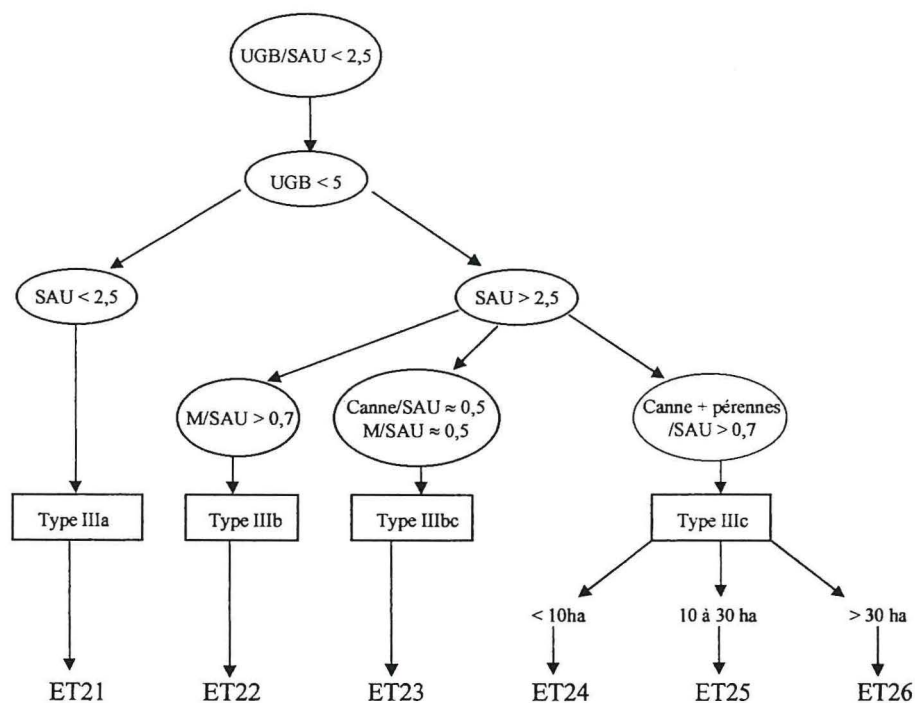 UGB/SAU < 2,5
UGB < 5
SAU < 2,5
SAU > 2,5
M/SAU > 0,7
Canne/SAU ≈ 0,5
M/SAU ≈ 0,5
Canne + pérennes
/SAU > 0,7
Type IIIa
Type IIIb
Type IIIbc
Type IIIc
< 10ha
10 à 30 ha
> 30 ha
ET21
ET22
ET23
ET24
ET25
ET26